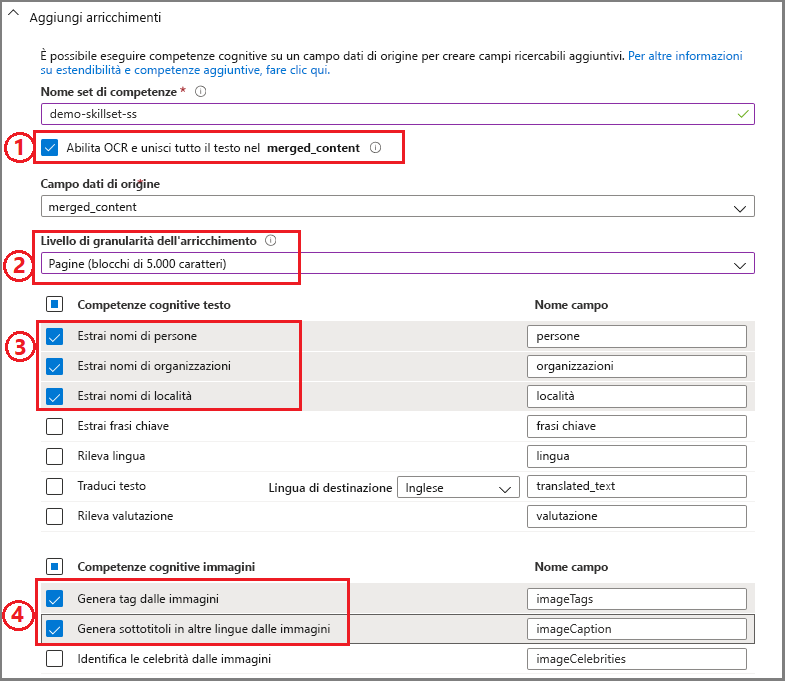 Aggiungi arricchimenti
È possibile eseguire competenze cognitive su un campo dati di origine per creare campi ricercabili aggiuntivi. Per altre informazioni
su estendibilità e competenze aggiuntive, fare clic qui.
Nome set di competenze *
demo-skillset-ss
1 Abilita OCR e unisci tutto il testo nel merged_content
Campo dati di origine *
merged_content
Livello di granularità dell'arricchimento
2 Pagine (blocchi di 5.000 caratteri)
Competenze cognitive testo Nome campo
3 Estrai nomi di persone persone
Estrai nomi di organizzazioni organizzazioni
Estrai nomi di località località
Estrai frasi chiave frasi chiave
Rileva lingua lingua
Traduci testo Lingua di destinazione Inglese translated_text
Rileva valutazione valutazione
Competenze cognitive immagini Nome campo
4 Genera tag dalle immagini imageTags
Genera sottotitoli in altre lingue dalle immagini imageCaption
Identifica le celebrità dalle immagini imageCelebrities